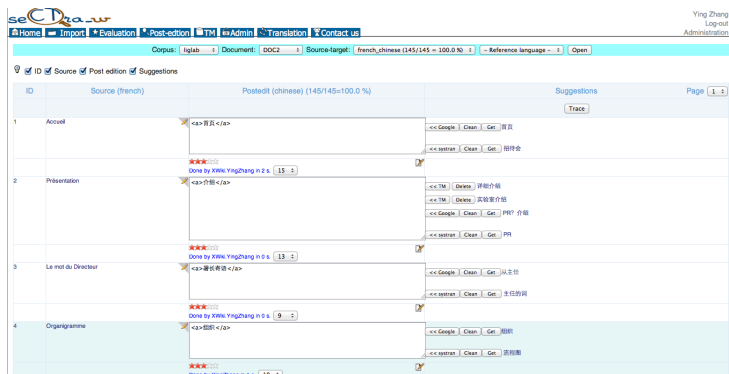 seCTra_w
Ying Zhang
Log-out
Administration
Home Import Evaluation Post-edtion TM Admin Translation Contact us
Corpus: liglab Document: DOC2 Source-target: french_chinese (145/145 = 100.0 %) - Reference language - Open
ID Source Post edition Suggestions
ID Source (french) Postedit (chinese) (145/145=100.0 %) Suggestions Page 1
Trace
1 Accueil <a>首页</a> << Google Clean Get 首页
<< systran Clean Get 招待会
Done by XWiki.YingZhang in 2 s. 15
2 Présentation <a>介绍</a> << TM Delete 详细介绍
<< TM Delete 实验室介绍
<< Google Clean Get PR? 介绍
<< systran Clean Get PR
Done by XWiki.YingZhang in 0 s. 13
3 Le mot du Directeur <a>署长寄语</a> << Google Clean Get 从主任
<< systran Clean Get 主任的词
Done by XWiki.YingZhang in 0 s. 9
4 Organigramme <a>组织</a> << Google Clean Get 组织
<< systran Clean Get 流程图